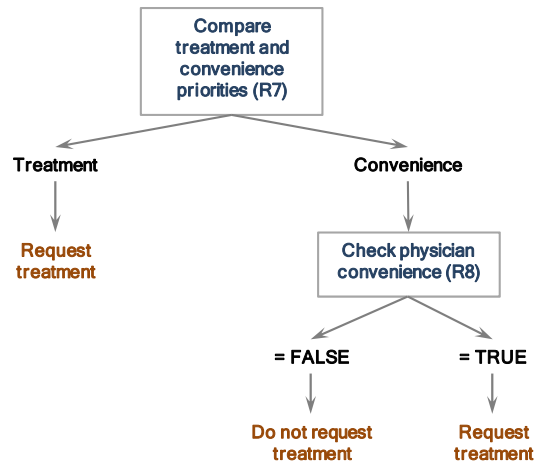 Compare
treatment and
convenience
priorities (R7)
Treatment
Convenience
Request
treatment
Check physician
convenience (R8)
= FALSE
= TRUE
Do not request
treatment
Request
treatment